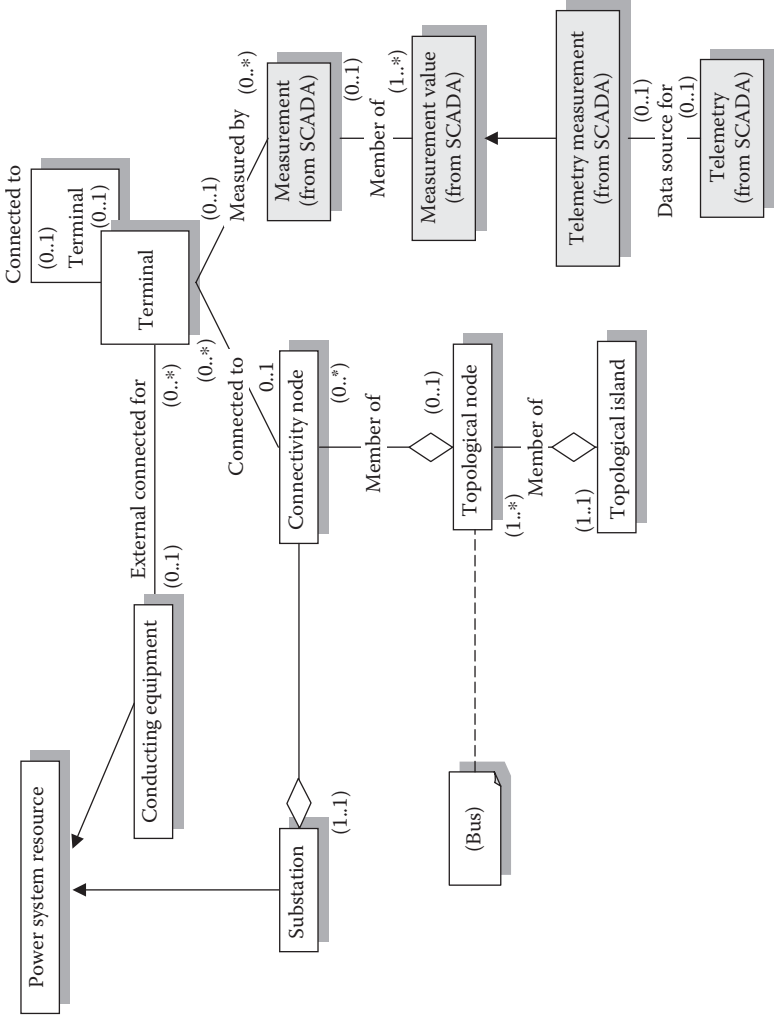 Power system resource
Conducting equipment
Substation
(1..1)
(Bus)
External connected for
(0..1)
(0..*)
Connected to
(0..1)
Terminal
(0..1)
Terminal
(0..*)
Connected to
0..1
Connectivity node
(0..*)
Member of
(0..1)
Topological node
(1..*)
Member of
(1..1)
Topological island
(0..1)
Measured by
(0..*)
Measurement
(from SCADA)
(0..1)
Member of
(1..*)
Measurement value
(from SCADA)
Telemetry measurement
(from SCADA)
(0..1)
Data source for
(0..1)
Telemetry
(from SCADA)